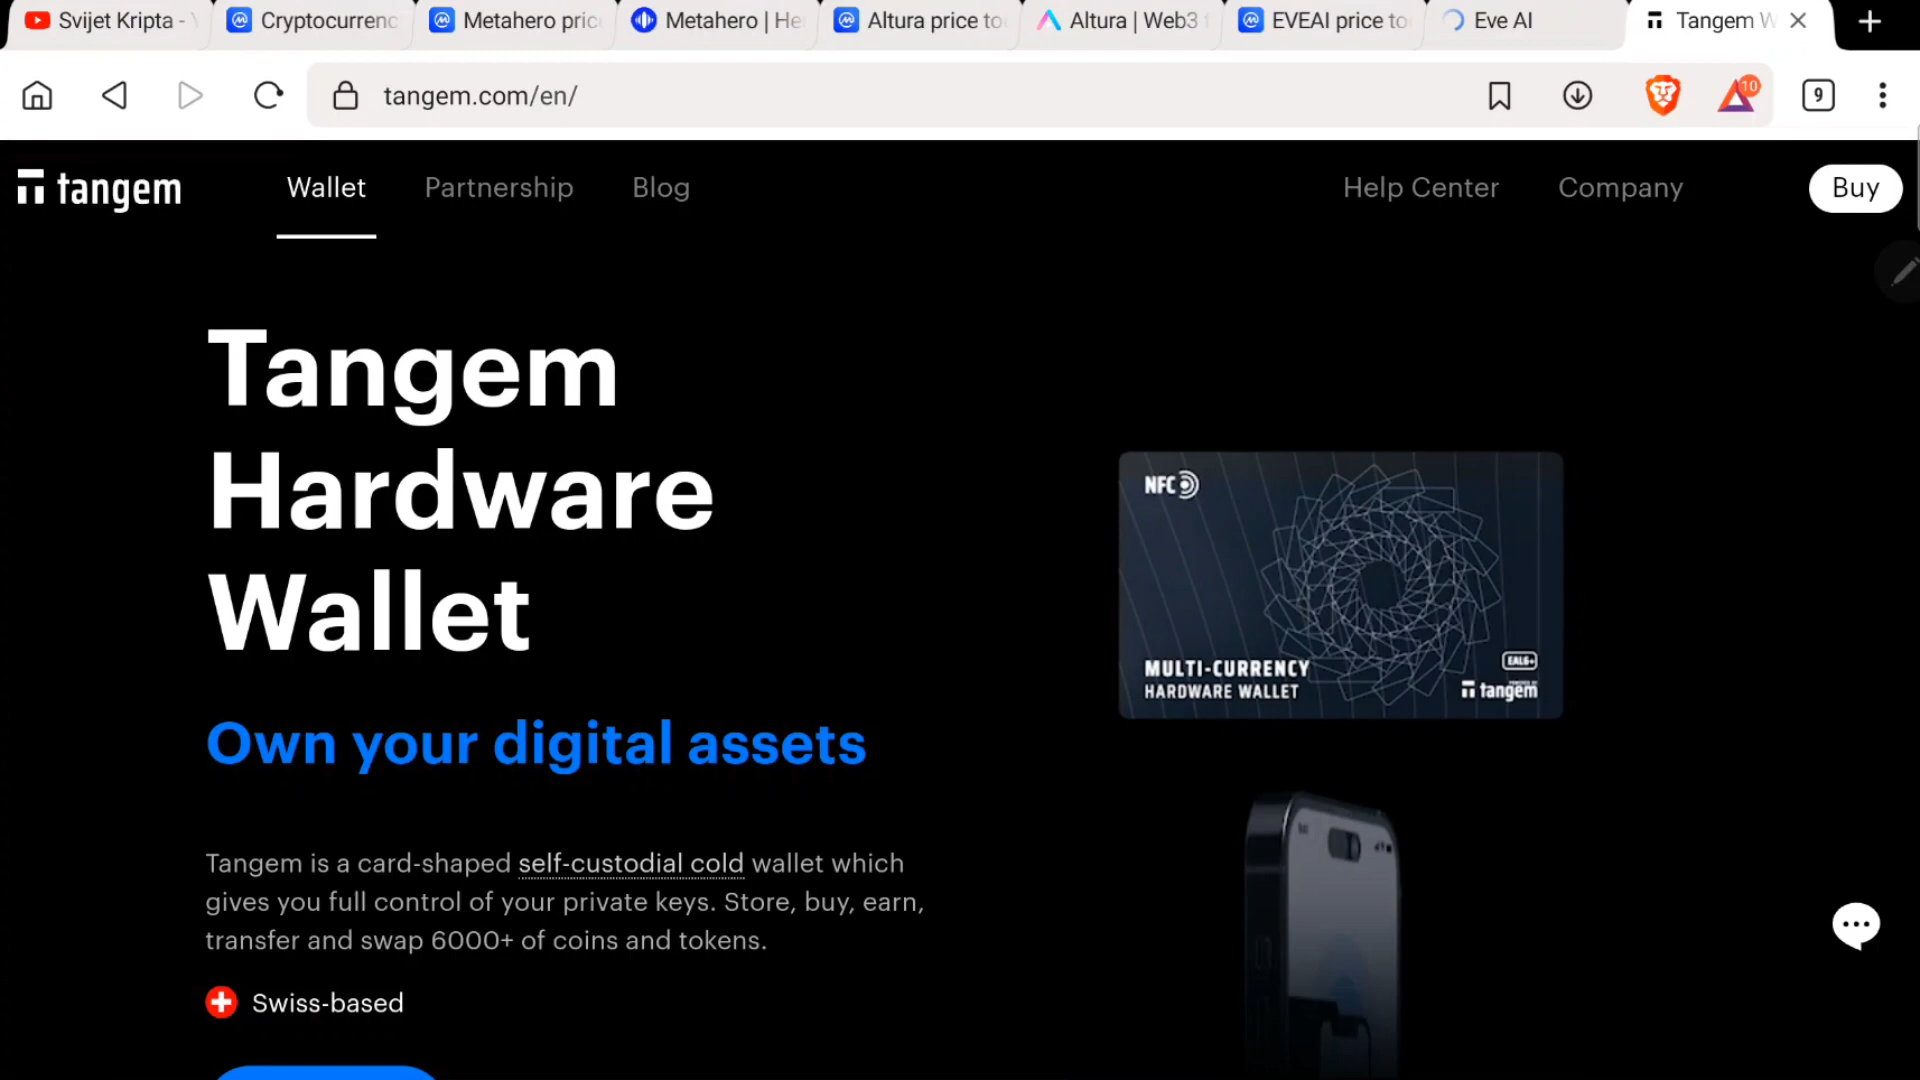 Svijet Kripta -
Cryptocurrenc
Metahero pric
Metahero | He
Altura price to
Altura | Web3
EVEAI price to
Eve AI
Tangem W
tangem.com/en/
10
9
tangem
Wallet
Partnership
Blog
Help Center
Company
Buy
Tangem
Hardware
Wallet
Own your digital assets
Tangem is a card-shaped self-custodial cold wallet which
gives you full control of your private keys. Store, buy, earn,
transfer and swap 6000+ of coins and tokens.
Swiss-based
NFC
MULTI-CURRENCY
HARDWARE WALLET
EAL6+
tangem